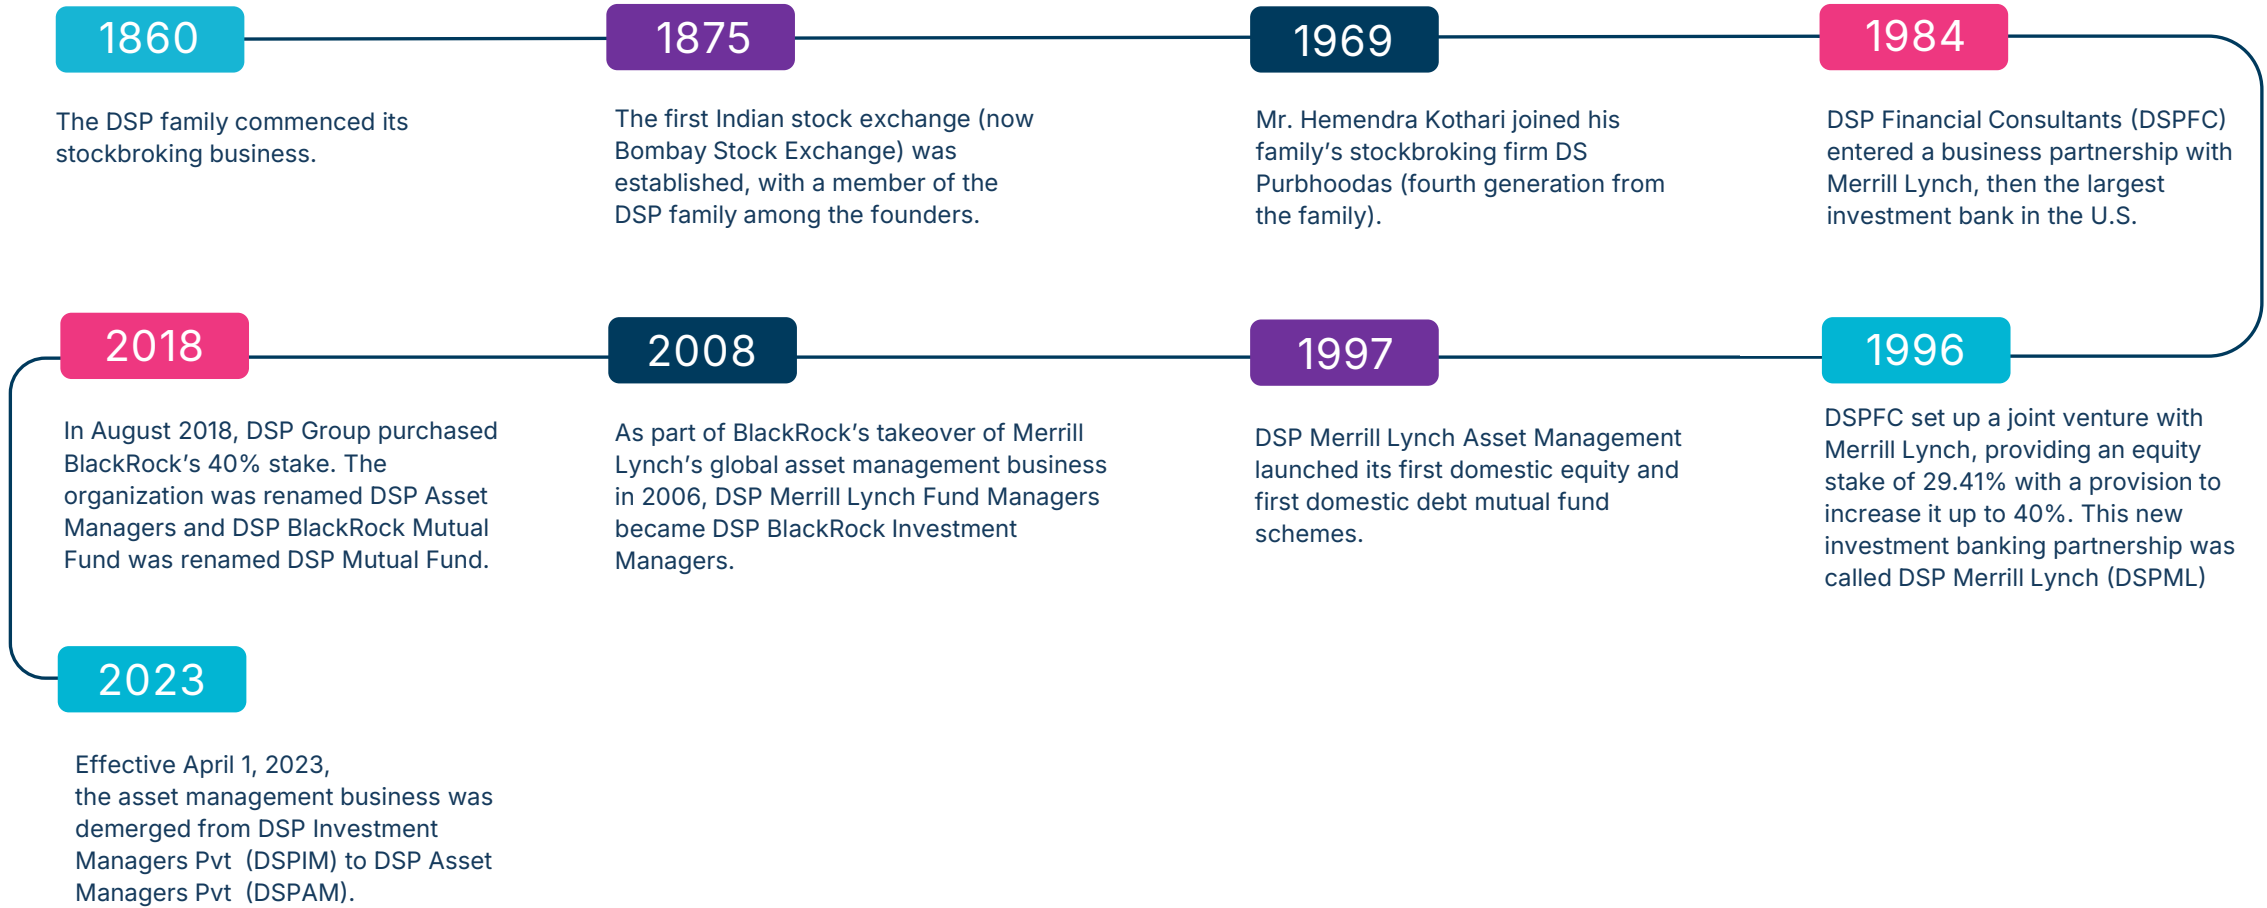 1860
The DSP family commenced its
stockbroking business.
1875
The first Indian stock exchange (now
Bombay Stock Exchange) was
established, with a member of the
DSP family among the founders.
1969
Mr. Hemendra Kothari joined his
family’s stockbroking firm DS
Purbhoodas (fourth generation from
the family).
1984
DSP Financial Consultants (DSPFC)
entered a business partnership with
Merrill Lynch, then the largest
investment bank in the U.S.
1996
DSPFC set up a joint venture with
Merrill Lynch, providing an equity
stake of 29.41% with a provision to
increase it up to 40%. This new
investment banking partnership was
called DSP Merrill Lynch (DSPML)
1997
DSP Merrill Lynch Asset Management
launched its first domestic equity and
first domestic debt mutual fund
schemes.
2008
As part of BlackRock’s takeover of Merrill
Lynch’s global asset management business
in 2006, DSP Merrill Lynch Fund Managers
became DSP BlackRock Investment
Managers.
2018
In August 2018, DSP Group purchased
BlackRock’s 40% stake. The
organization was renamed DSP Asset
Managers and DSP BlackRock Mutual
Fund was renamed DSP Mutual Fund.
2023
Effective April 1, 2023,
the asset management business was
demerged from DSP Investment
Managers Pvt  (DSPIM) to DSP Asset
Managers Pvt  (DSPAM).